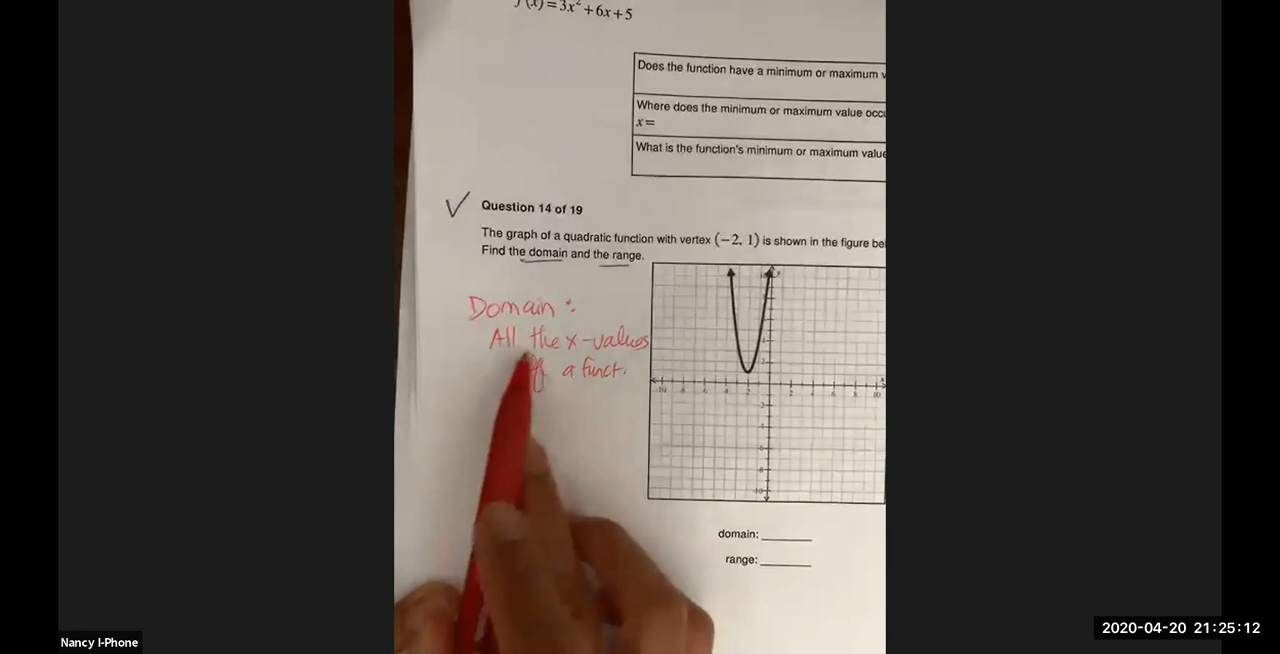 f(x)=3x²+6x+5
Does the function have a minimum or maximum v
Where does the minimum or maximum value occu
x=
What is the function's minimum or maximum value
Question 14 of 19
The graph of a quadratic function with vertex (−2, 1) is shown in the figure be
Find the domain and the range.
Domain :
All the x-values
of a funct.
domain:
range:
Nancy I-Phone
2020-04-20 21:25:12